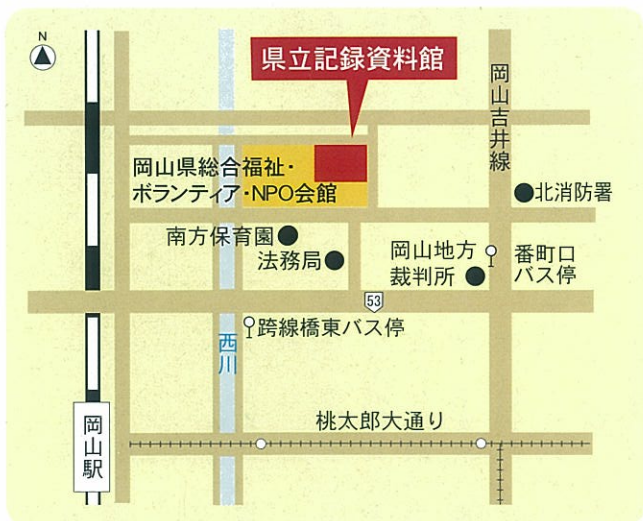 N
県立記録資料館
岡山吉井線
岡山県総合福祉・
ボランティア・NPO会館
北消防署
南方保育園
法務局
岡山地方
裁判所
番町口
バス停
53
跨線橋東バス停
西川
桃太郎大通り
岡山駅